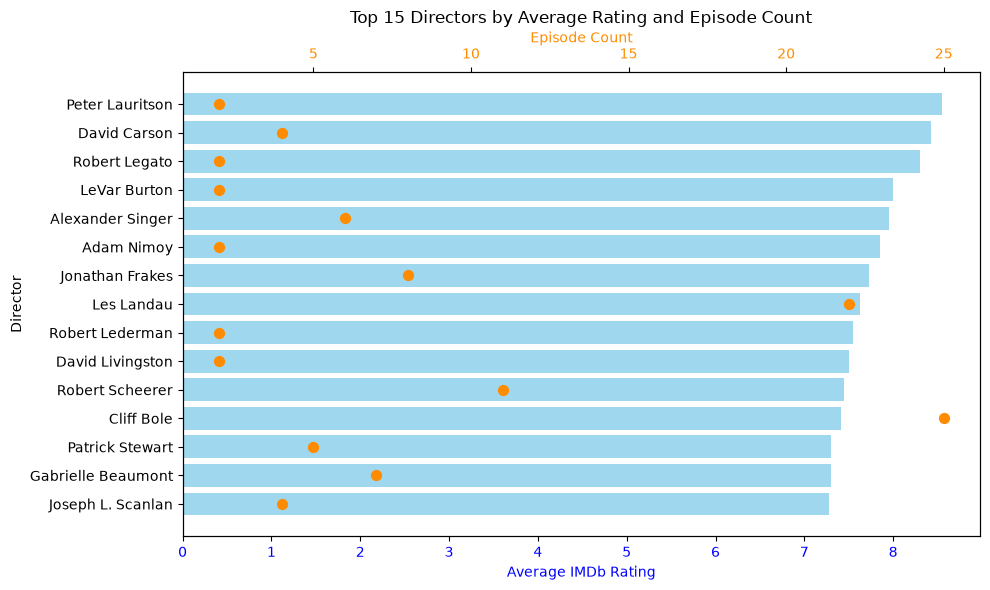 Top 15 Directors by Average Rating and Episode Count
Episode Count
5 10 15 20 25
Peter Lauritson
David Carson
Robert Legato
LeVar Burton
Alexander Singer
Adam Nimoy
Jonathan Frakes
Les Landau
Robert Lederman
David Livingston
Robert Scheerer
Cliff Bole
Patrick Stewart
Gabrielle Beaumont
Joseph L. Scanlan
Director
0 1 2 3 4 5 6 7 8
Average IMDb Rating